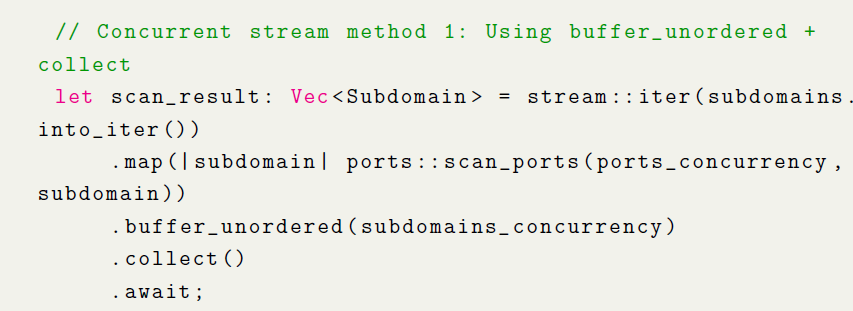 // Concurrent stream method 1: Using buffer_unordered +
collect
let scan_result: Vec<Subdomain> = stream::iter(subdomains.
into_iter())
.map(|subdomain| ports::scan_ports(ports_concurrency,
subdomain))
.buffer_unordered(subdomains_concurrency)
.collect()
.await;